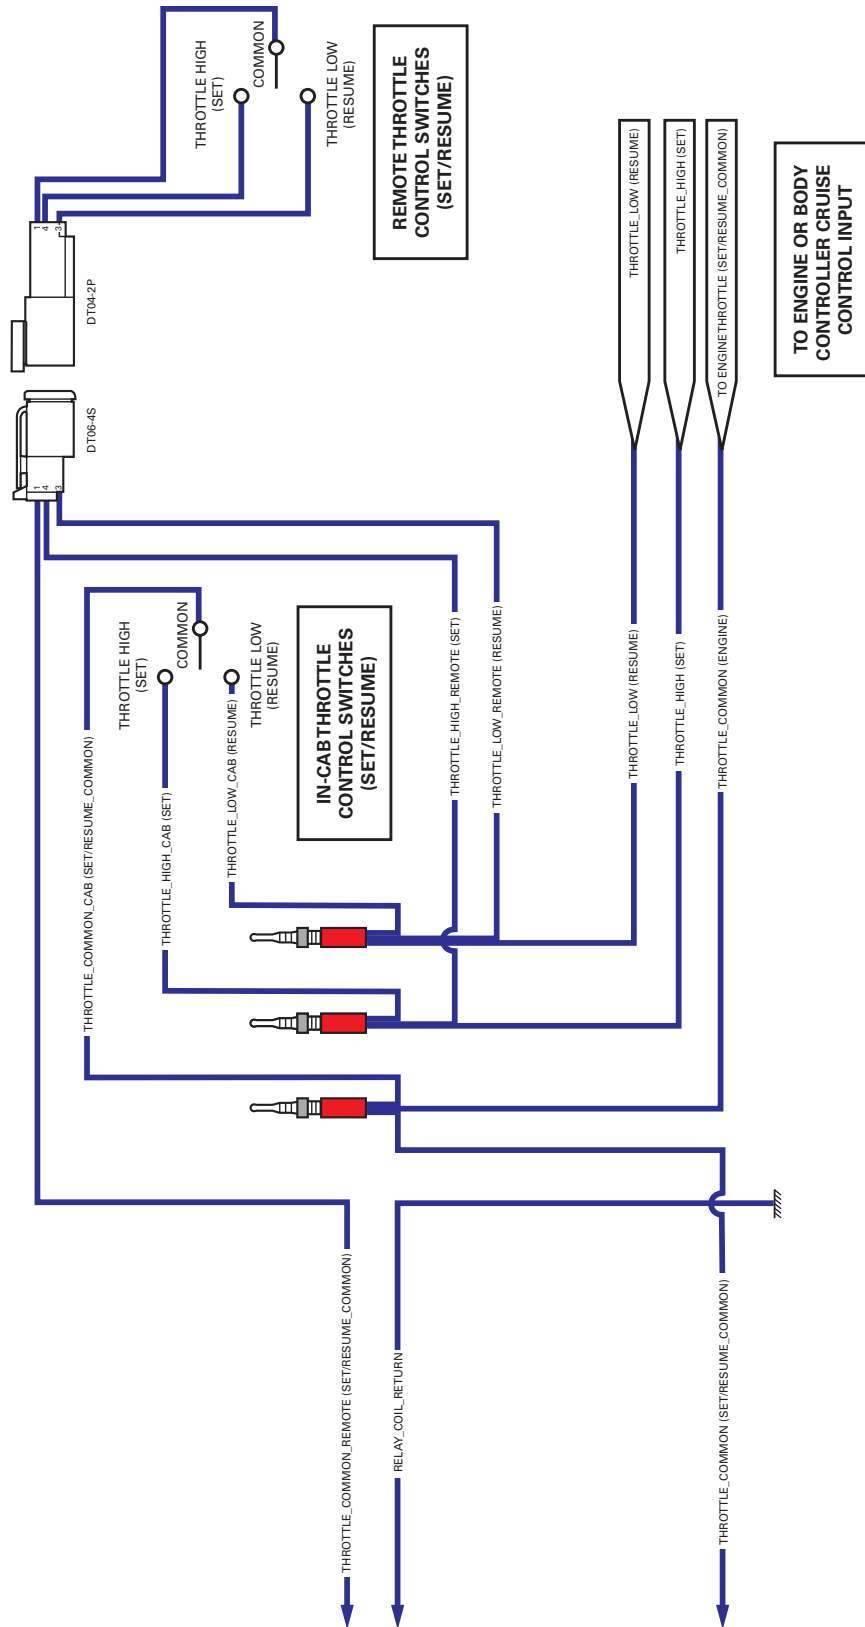 THROTTLE HIGH
(SET)
COMMON
THROTTLE LOW
(RESUME)
REMOTE THROTTLE
CONTROL SWITCHES
(SET/RESUME)
1
4
3
DT04-2P
DT06-4S
1
4
3
THROTTLE_LOW (RESUME)
THROTTLE_HIGH (SET)
TO ENGINE THROTTLE (SET/RESUME_COMMON)
TO ENGINE OR BODY
CONTROLLER CRUISE
CONTROL INPUT
THROTTLE HIGH
(SET)
COMMON
THROTTLE LOW
(RESUME)
IN-CAB THROTTLE
CONTROL SWITCHES
(SET/RESUME)
THROTTLE_COMMON_CAB (SET/RESUME_COMMON)
THROTTLE_HIGH_CAB (SET)
THROTTLE_LOW_CAB (RESUME)
THROTTLE_HIGH_REMOTE (SET)
THROTTLE_LOW_REMOTE (RESUME)
THROTTLE_LOW (RESUME)
THROTTLE_HIGH (SET)
THROTTLE_COMMON (ENGINE)
THROTTLE_COMMON_REMOTE (SET/RESUME_COMMON)
RELAY_COIL_RETURN
THROTTLE_COMMON (SET/RESUME_COMMON)